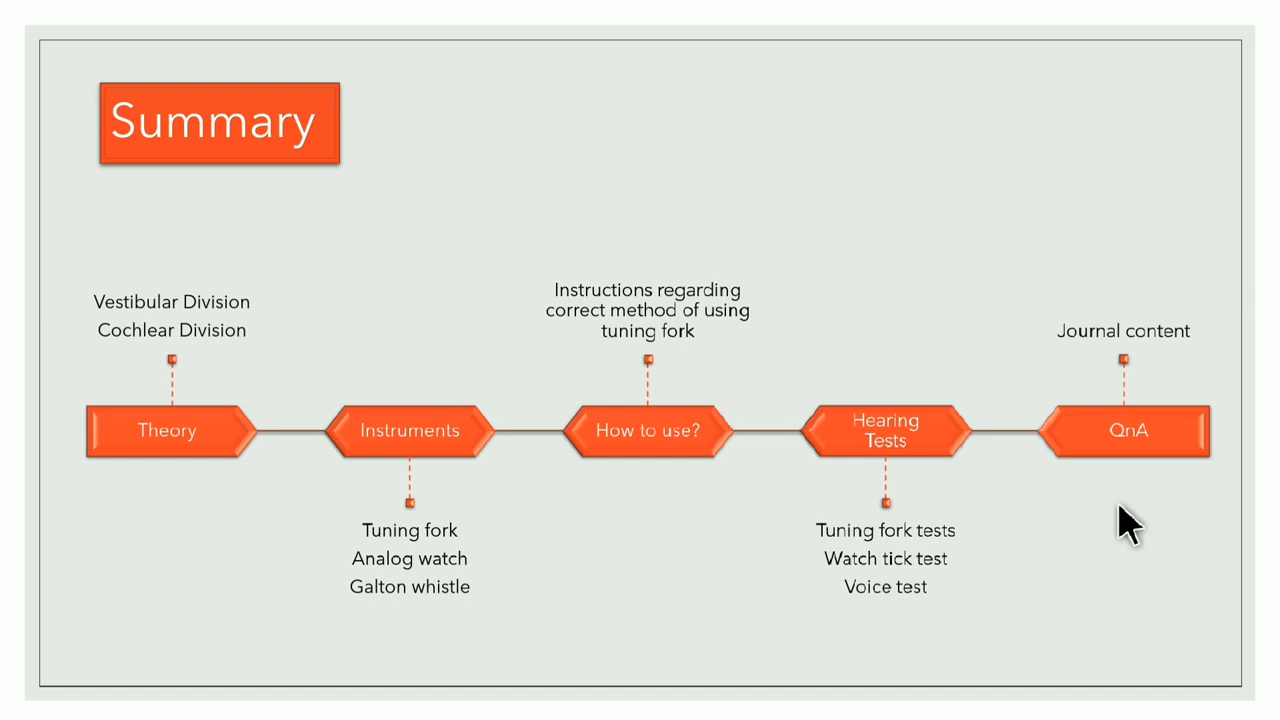 Summary
Vestibular Division
Cochlear Division
Instructions regarding
correct method of using
tuning fork
Journal content
Theory
Instruments
How to use?
Hearing
Tests
QnA
Tuning fork
Analog watch
Galton whistle
Tuning fork tests
Watch tick test
Voice test